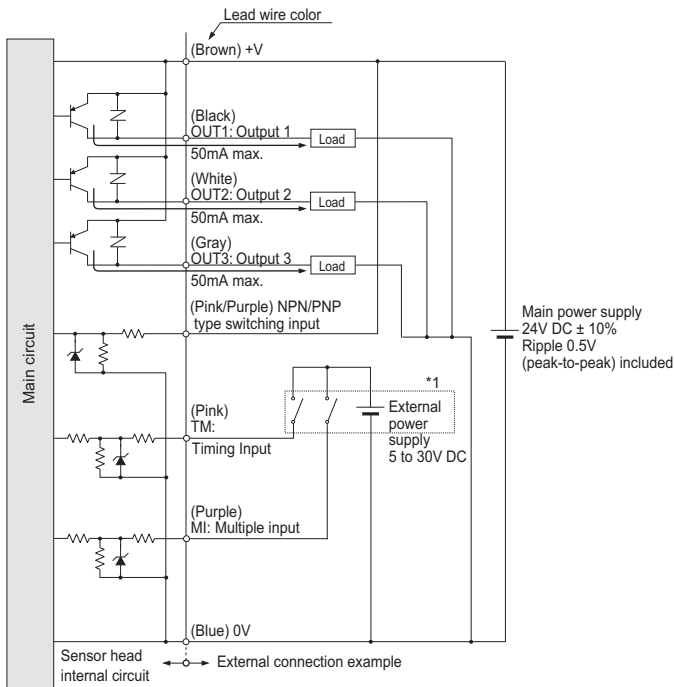 Lead wire color
(Brown) +V
(Black)
OUT1: Output 1
Load
50mA max.
(White)
OUT2: Output 2
Load
50mA max.
(Gray)
OUT3: Output 3
Load
50mA max.
(Pink/Purple) NPN/PNP
type switching input
Main circuit
Main power supply
24V DC ± 10%
Ripple 0.5V
(peak-to-peak) included
*1
External
power
supply
5 to 30V DC
(Pink)
TM:
Timing Input
(Purple)
MI: Multiple input
(Blue) 0V
Sensor head
internal circuit
External connection example